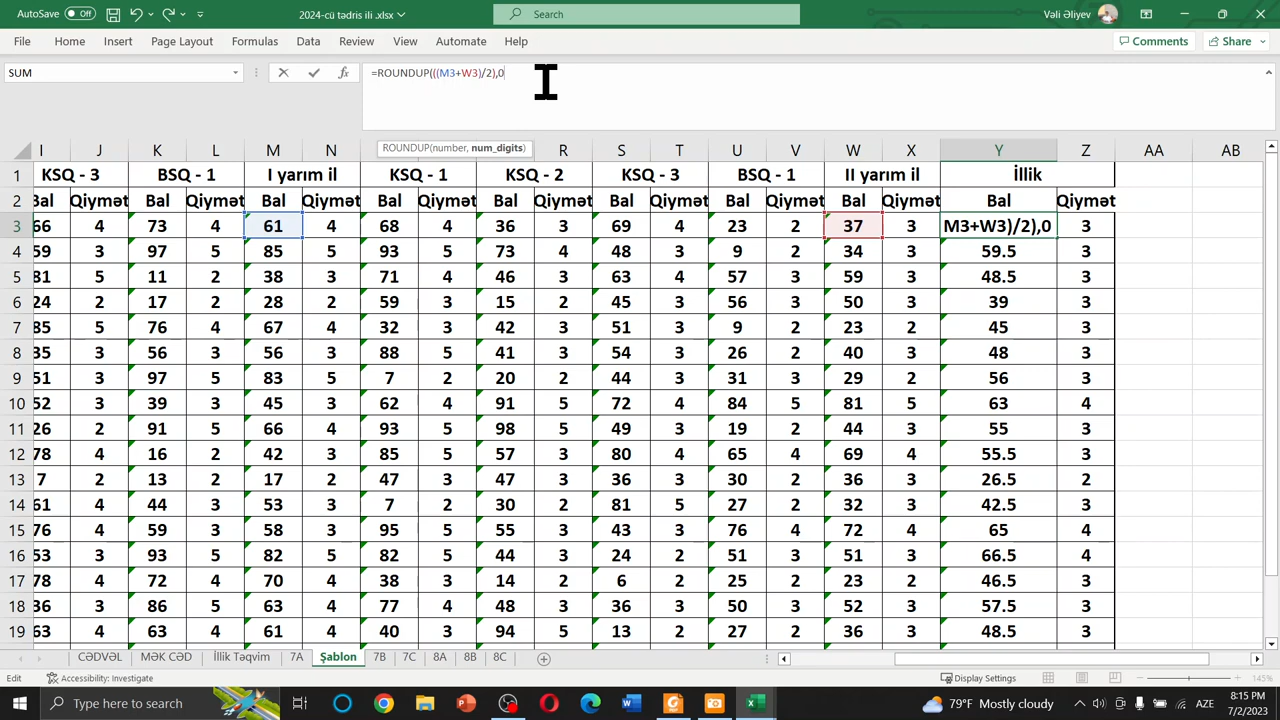 AutoSave Off 2024-cü tədris ili .xlsx Search Vəli Əliyev
File Home Insert Formulas Page Layout Data Review View Automate Help Comments Share
SUM fx =ROUNDUP(((M3+W3)/2),0
ROUNDUP(number, num_digits)
I J K L M N R S T U V W X Y Z AA AB
1 KSQ - 3 BSQ - 1 I yarım il KSQ - 1 KSQ - 2 KSQ - 3 BSQ - 1 II yarım il İllik
2 Bal Qiymət Bal Qiymət Bal Qiymət Bal Qiymət Bal Qiymət Bal Qiymət Bal Qiymət Bal Qiymət Bal Qiymət
3 66 4 73 4 61 4 68 4 36 3 69 4 23 2 37 3 M3+W3)/2),0 3
4 59 3 97 5 85 5 93 5 73 4 48 3 9 2 34 3 59.5 3
5 81 5 11 2 38 3 71 4 46 3 63 4 57 3 59 3 48.5 3
6 24 2 17 2 28 2 59 3 15 2 45 3 56 3 50 3 39 3
7 85 5 76 4 67 4 32 3 42 3 51 3 9 2 23 2 45 3
8 35 3 56 3 56 3 88 5 41 3 54 3 26 2 40 3 48 3
9 51 3 97 5 83 5 7 2 20 2 44 3 31 3 29 2 56 3
10 52 3 39 3 45 3 62 4 91 5 72 4 84 5 81 5 63 4
11 26 2 91 5 66 4 93 5 98 5 49 3 19 2 44 3 55 3
12 78 4 16 2 42 3 85 5 57 3 80 4 65 4 69 4 55.5 3
13 7 2 13 2 17 2 47 3 47 3 36 3 30 2 36 3 26.5 2
14 61 4 44 3 53 3 7 2 30 2 81 5 27 2 32 3 42.5 3
15 76 4 59 3 58 3 95 5 55 3 43 3 76 4 72 4 65 4
16 53 3 93 5 82 5 82 5 44 3 24 2 51 3 51 3 66.5 4
17 78 4 72 4 70 4 38 3 14 2 6 2 25 2 23 2 46.5 3
18 36 3 86 5 63 4 77 4 48 3 36 3 50 3 52 3 57.5 3
19 63 4 63 4 61 4 40 3 94 5 13 2 27 2 36 3 48.5 3
CƏDVƏL MƏK CƏD İllik Təqvim 7A Şablon 7B 7C 8A 8B 8C
Edit Accessibility: Investigate Display Settings 145%
Type here to search 79°F Mostly cloudy AZE 8:15 PM
7/2/2023